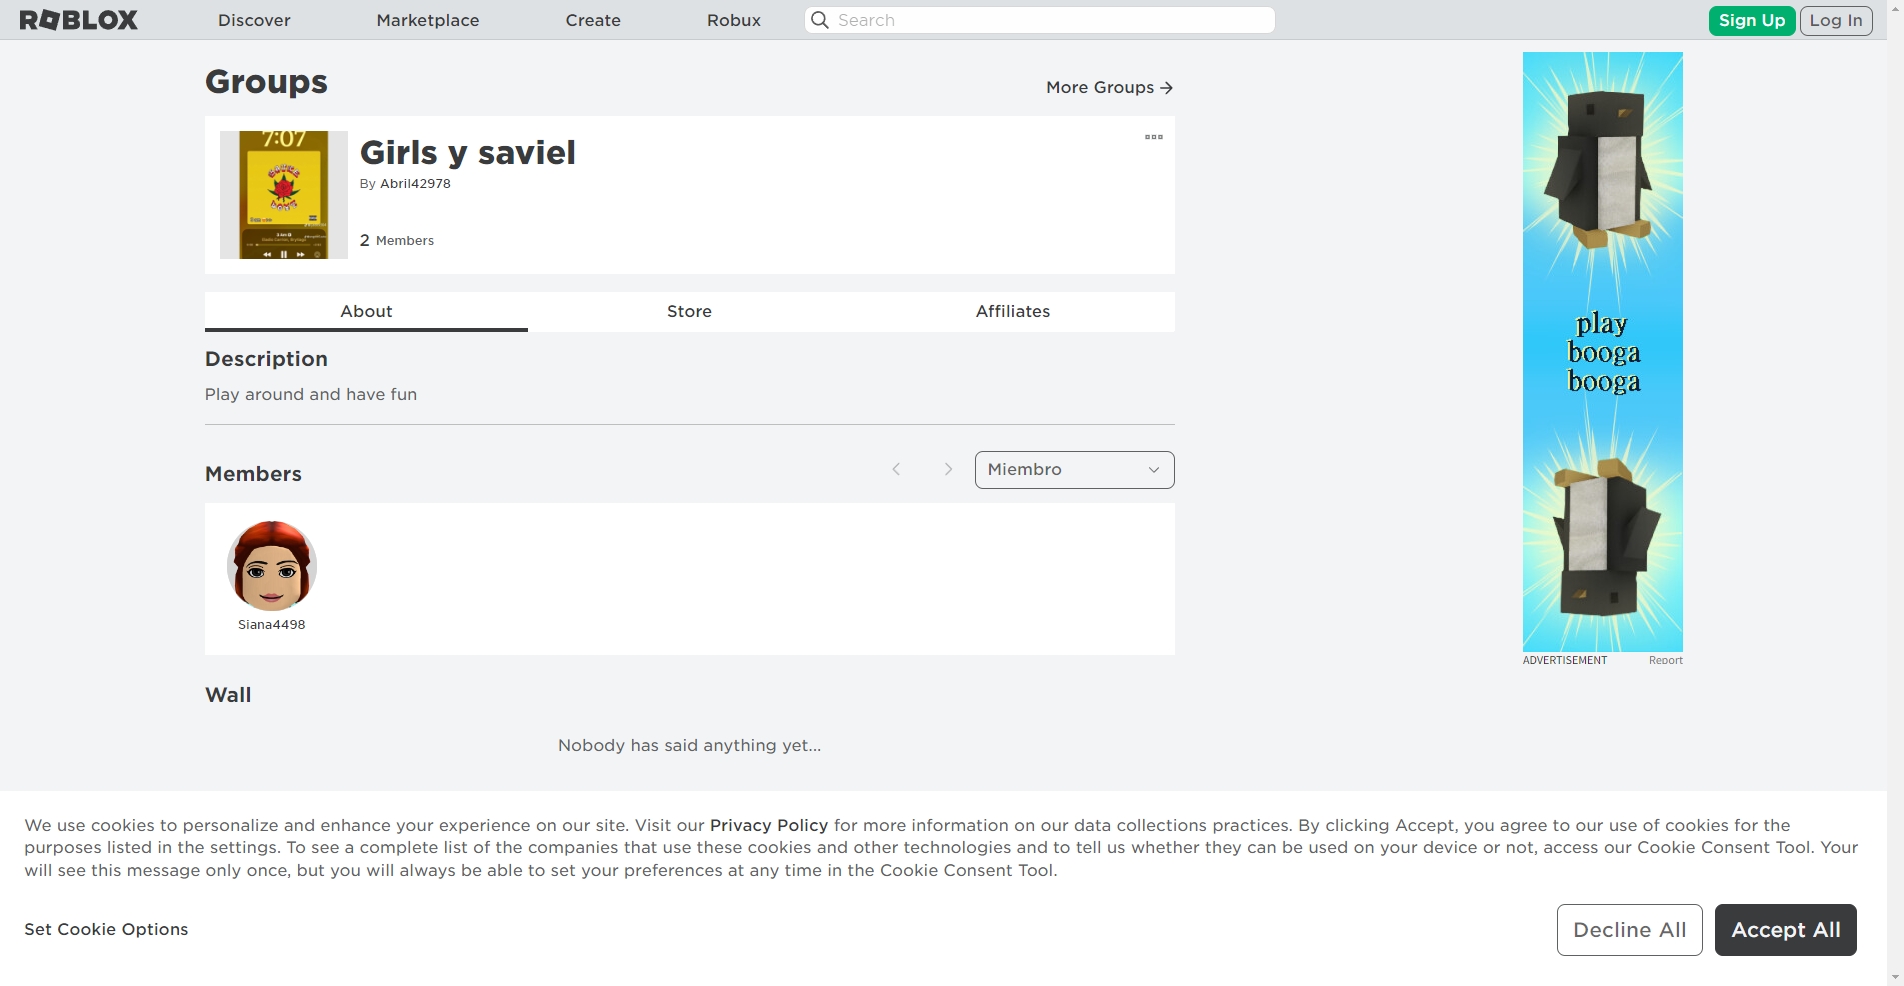 ROBLOX
Discover
Marketplace
Create
Robux
Search
Sign Up
Log In
Groups
More Groups
7:07
Girls y saviel
By Abril42978
2 Members
About
Store
Affiliates
Description
Play around and have fun
Members
Miembro
Siana4498
Wall
Nobody has said anything yet...
play
booga
booga
ADVERTISEMENT
Report
We use cookies to personalize and enhance your experience on our site. Visit our Privacy Policy for more information on our data collections practices. By clicking Accept, you agree to our use of cookies for the
purposes listed in the settings. To see a complete list of the companies that use these cookies and other technologies and to tell us whether they can be used on your device or not, access our Cookie Consent Tool. Your
will see this message only once, but you will always be able to set your preferences at any time in the Cookie Consent Tool.
Set Cookie Options
Decline All
Accept All